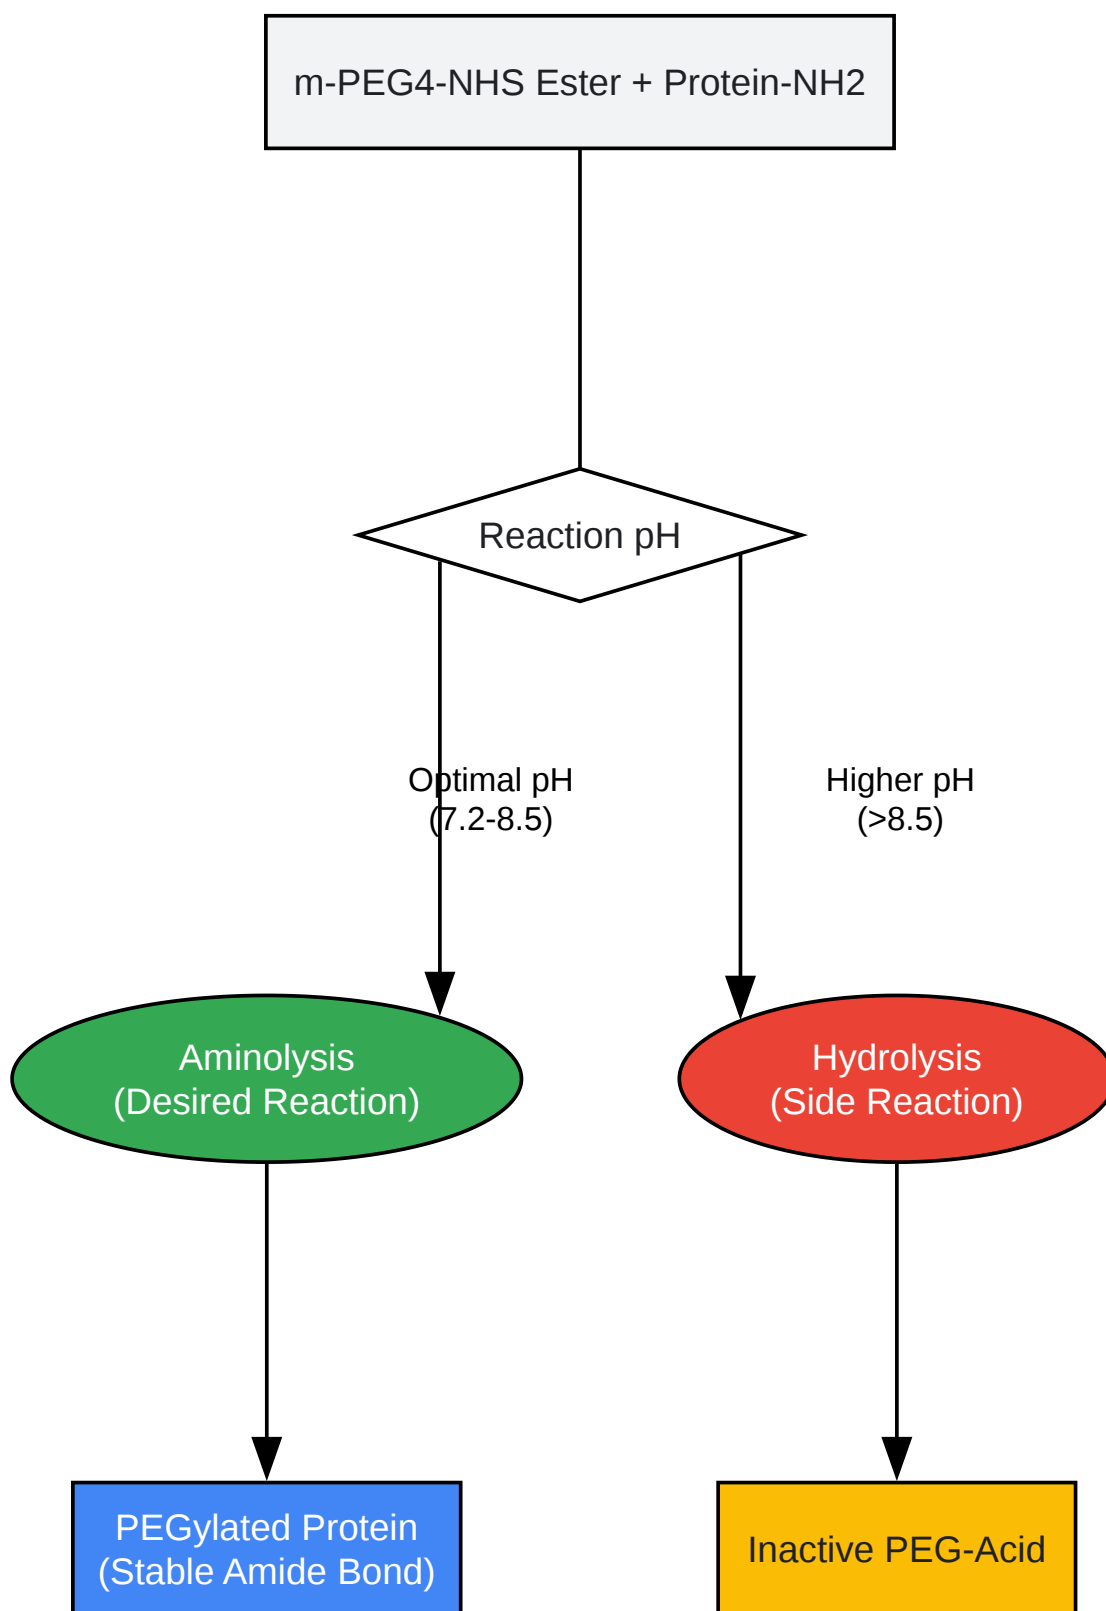 m-PEG4-NHS Ester + Protein-NH2
Reaction pH
Optimal pH
(7.2-8.5)
Higher pH
(>8.5)
Aminolysis
(Desired Reaction)
Hydrolysis
(Side Reaction)
PEGylated Protein
(Stable Amide Bond)
Inactive PEG-Acid